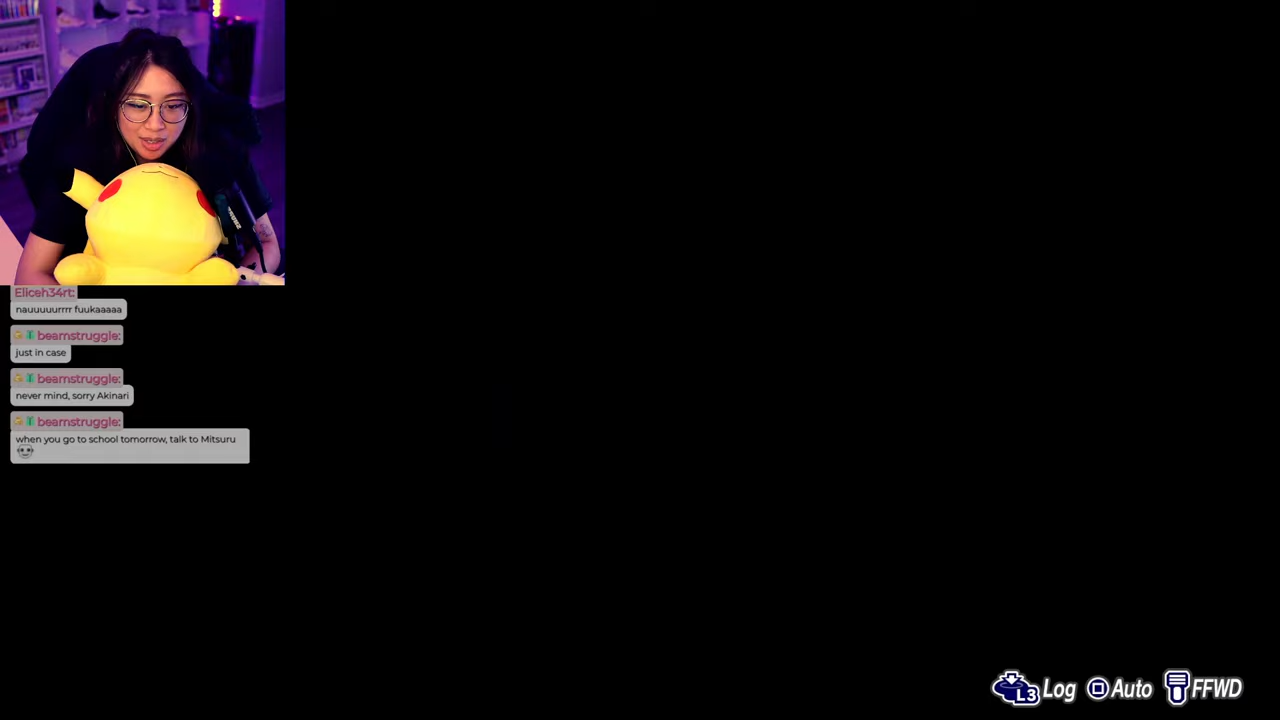 Eliceh34rt:
nauuuuurrrr fuukaaaaa
beamstruggle:
just in case
beamstruggle:
never mind, sorry Akinari
beamstruggle:
when you go to school tomorrow, talk to Mitsuru
L3 Log Auto FFWD